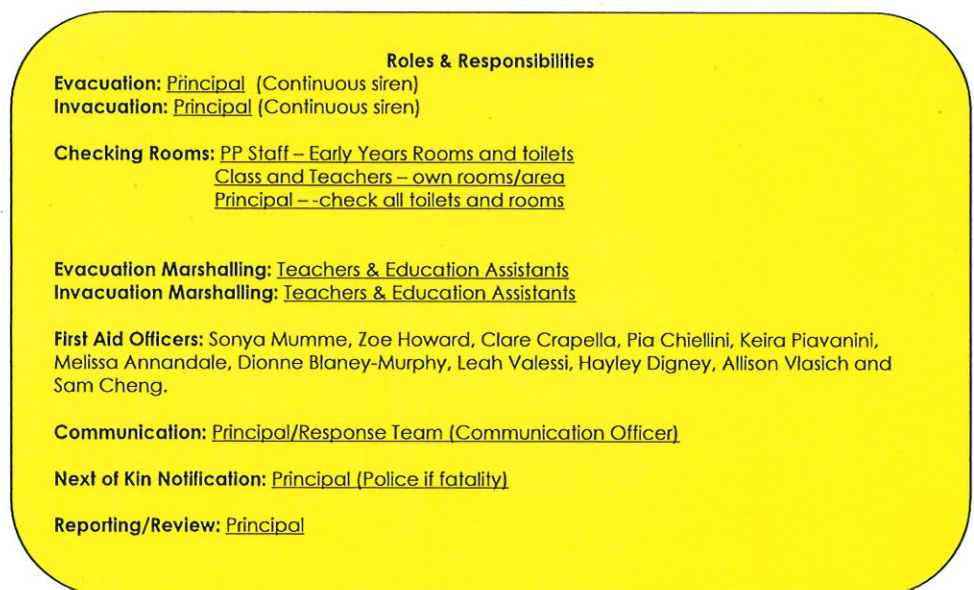 Roles & Responsibilities
Evacuation: Principal (Continuous siren)
Invacuation: Principal (Continuous siren)
Checking Rooms: PP Staff – Early Years Rooms and toilets
Class and Teachers – own rooms/area
Principal – -check all toilets and rooms
Evacuation Marshalling: Teachers & Education Assistants
Invacuation Marshalling: Teachers & Education Assistants
First Aid Officers: Sonya Mumme, Zoe Howard, Clare Crapella, Pia Chiellini, Keira Piavanini,
Melissa Annandale, Dionne Blaney-Murphy, Leah Valessi, Hayley Digney, Allison Vlasich and
Sam Cheng.
Communication: Principal/Response Team (Communication Officer)
Next of Kin Notification: Principal (Police if fatality)
Reporting/Review: Principal